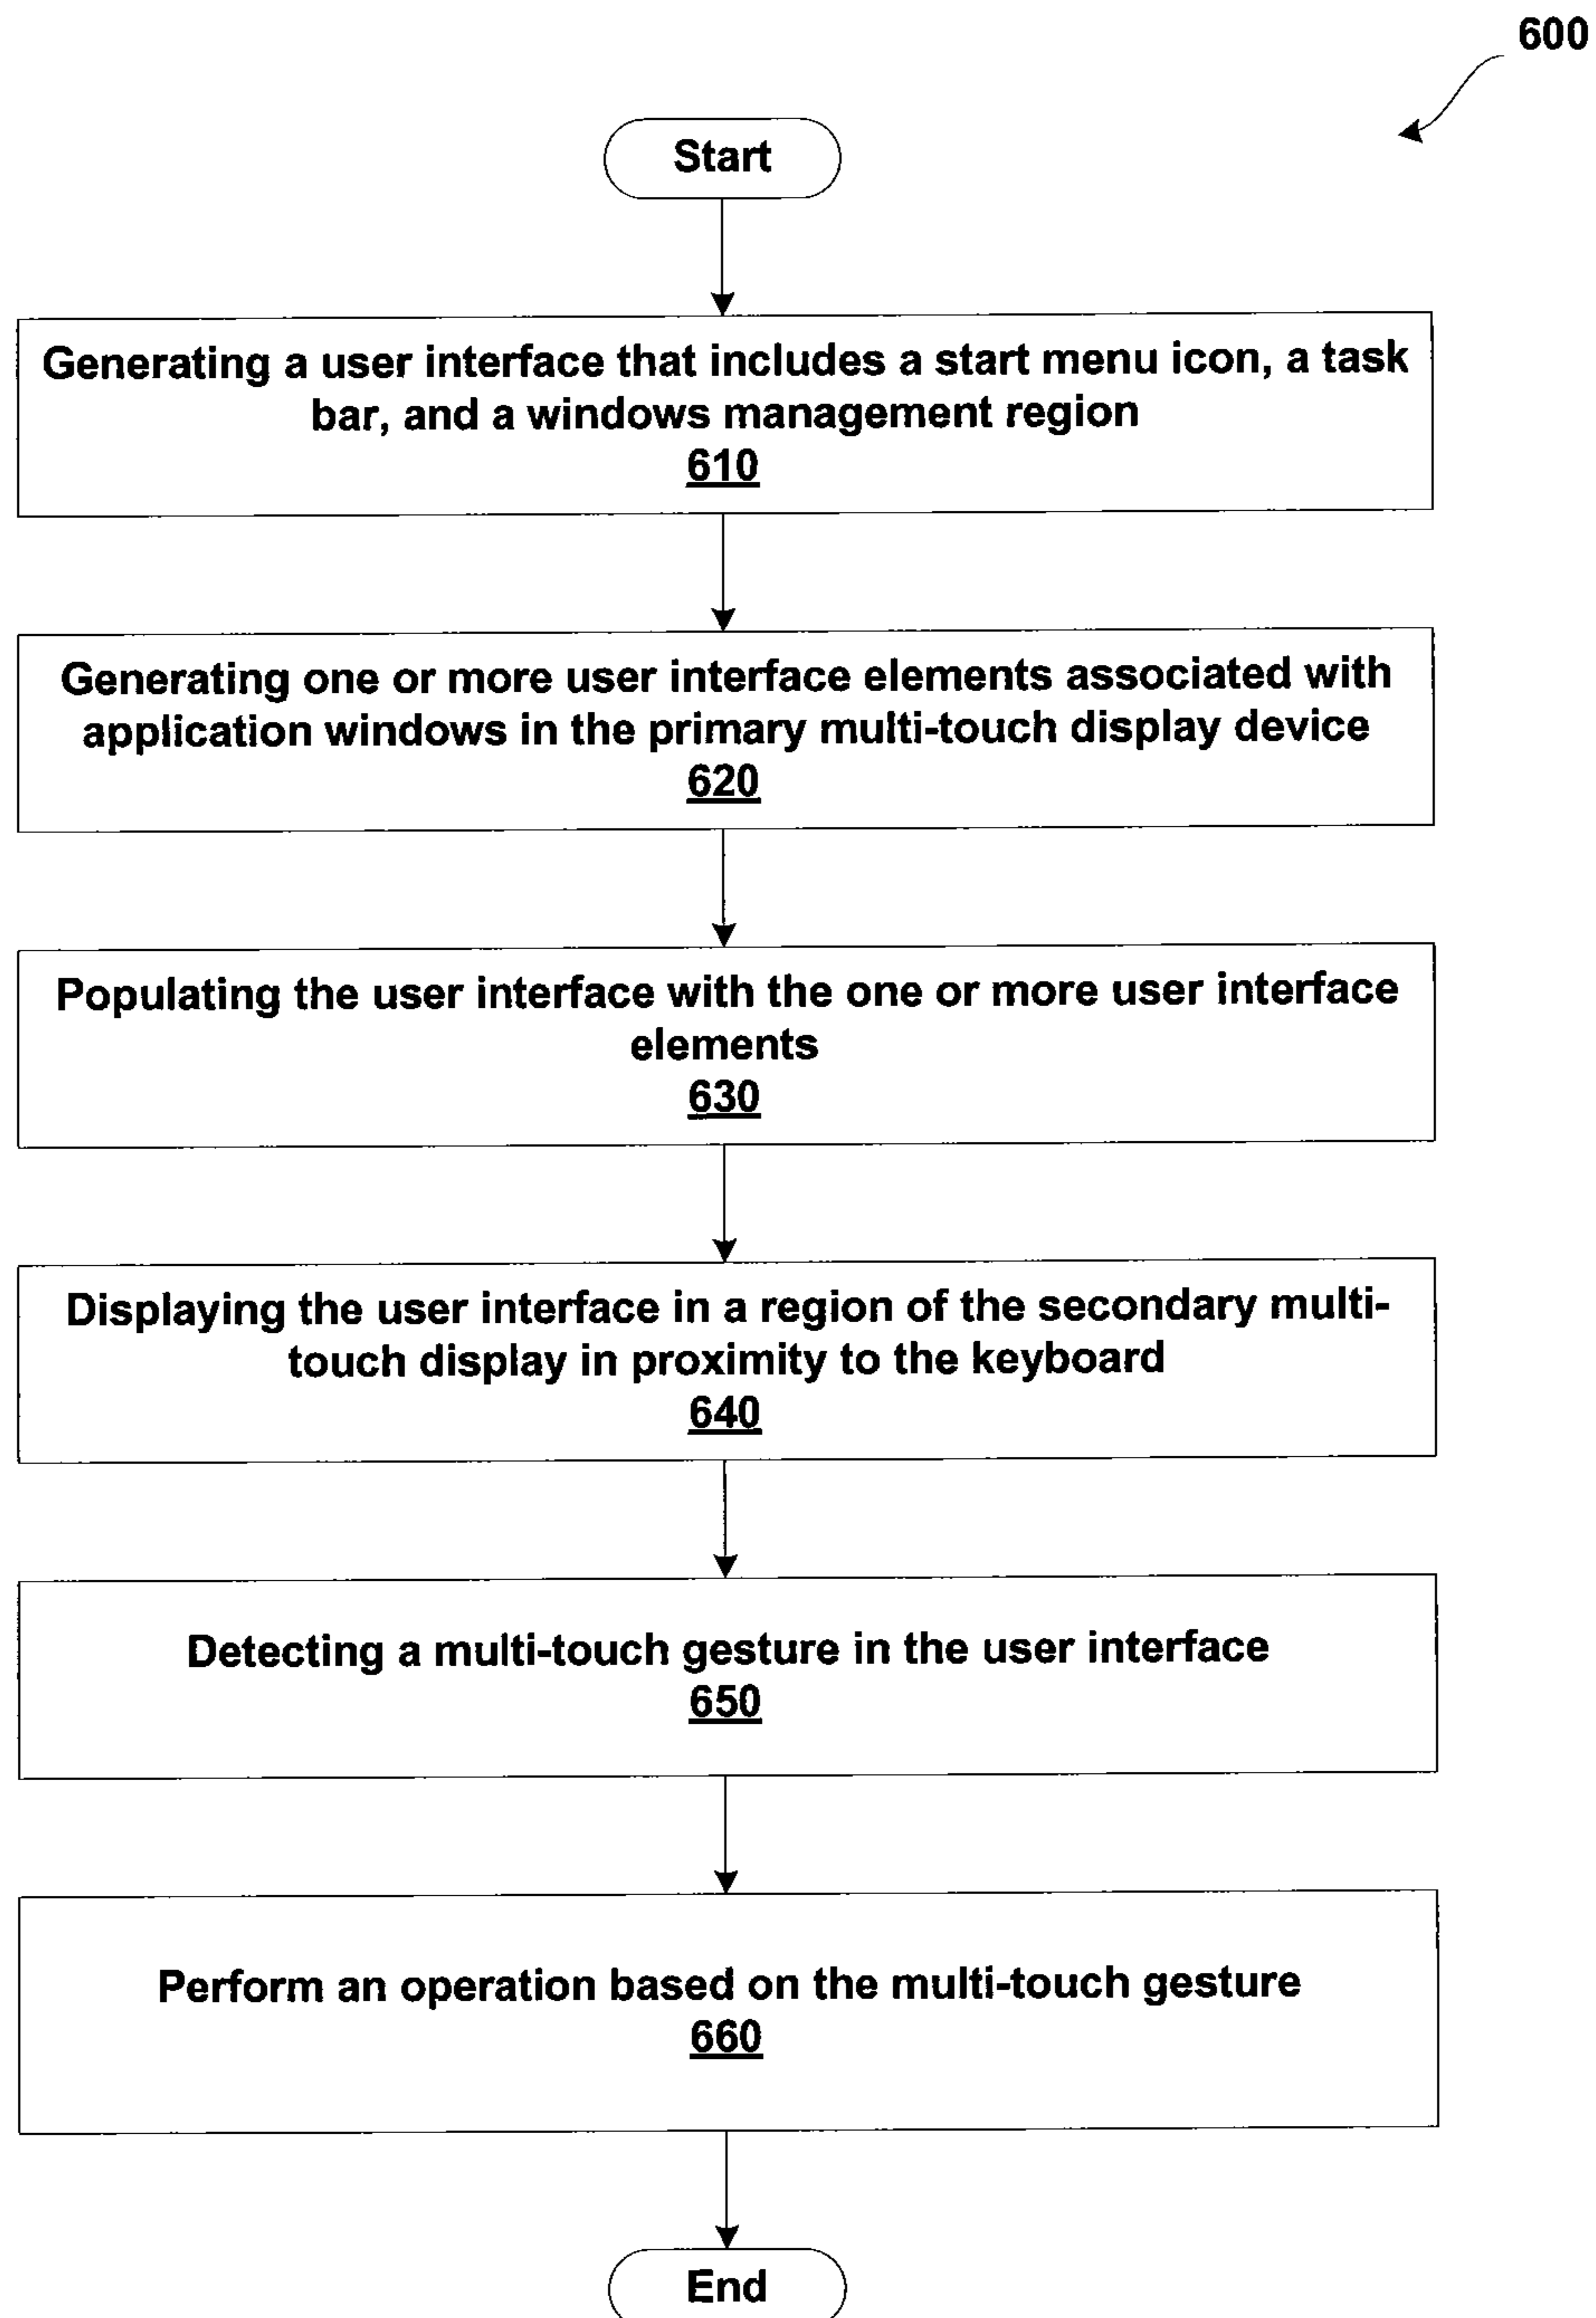 600
Start
Generating a user interface that includes a start menu icon, a task
bar, and a windows management region
610
Generating one or more user interface elements associated with
application windows in the primary multi-touch display device
620
Populating the user interface with the one or more user interface
elements
630
Displaying the user interface in a region of the secondary multi-
touch display in proximity to the keyboard
640
Detecting a multi-touch gesture in the user interface
650
Perform an operation based on the multi-touch gesture
660
End